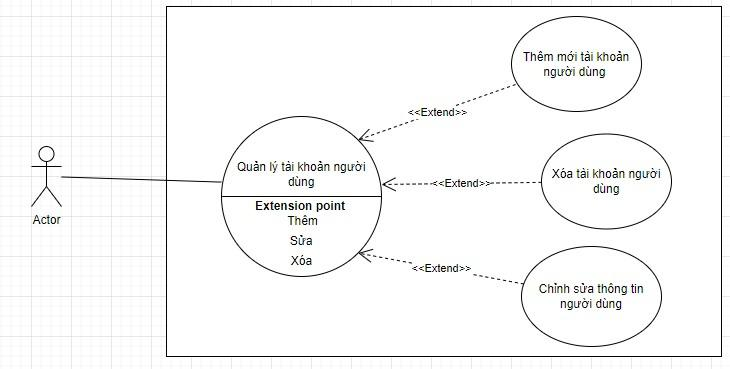 Thêm mới tài khoản
người dùng
<<Extend>>
Quản lý tài khoản người
dùng
Extension point
Thêm
Sửa
Xóa
<<Extend>>
Xóa tài khoản người
dùng
Actor
<<Extend>>
Chỉnh sửa thông tin
người dùng